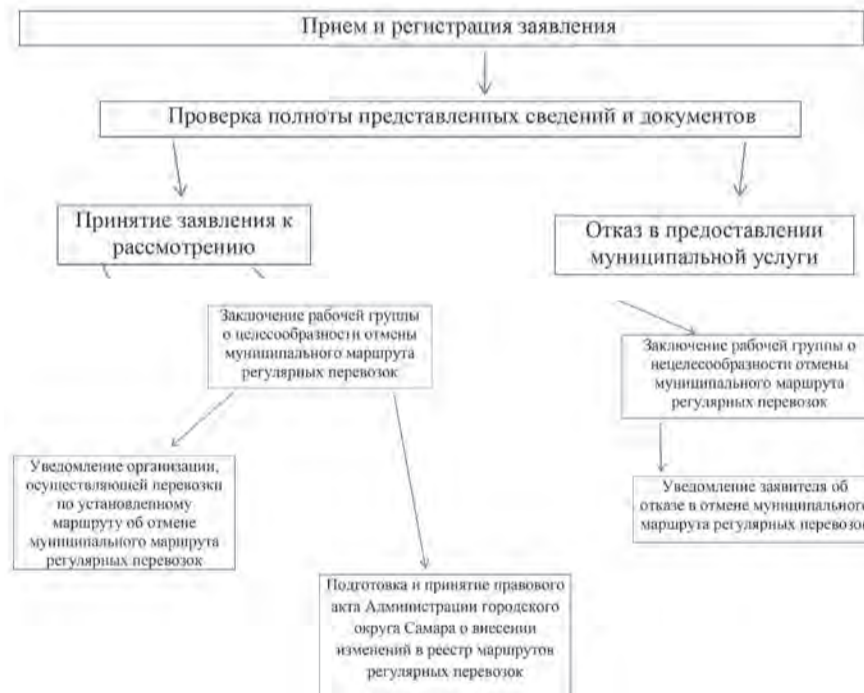 Прием и регистрация заявления
Проверка полноты представленных сведений и документов
Принятие заявления к
рассмотрению
Отказ в предоставлении
муниципальной услуги
Заключение рабочей группы
о целесообразности отмены
муниципального маршрута
регулярных перевозок
Заключение рабочей группы о
нецелесообразности отмены
муниципального маршрута
регулярных перевозок
Уведомление организации,
осуществляющей перевозки
по установленному
маршруту об отмене
муниципального маршрута
регулярных перевозок
Уведомление заявителя об
отказе в отмене муниципального
маршрута регулярных перевозок
Подготовка и принятие правового
акта Администрации городского
округа Самара о внесении
изменений в реестр маршрутов
регулярных перевозок